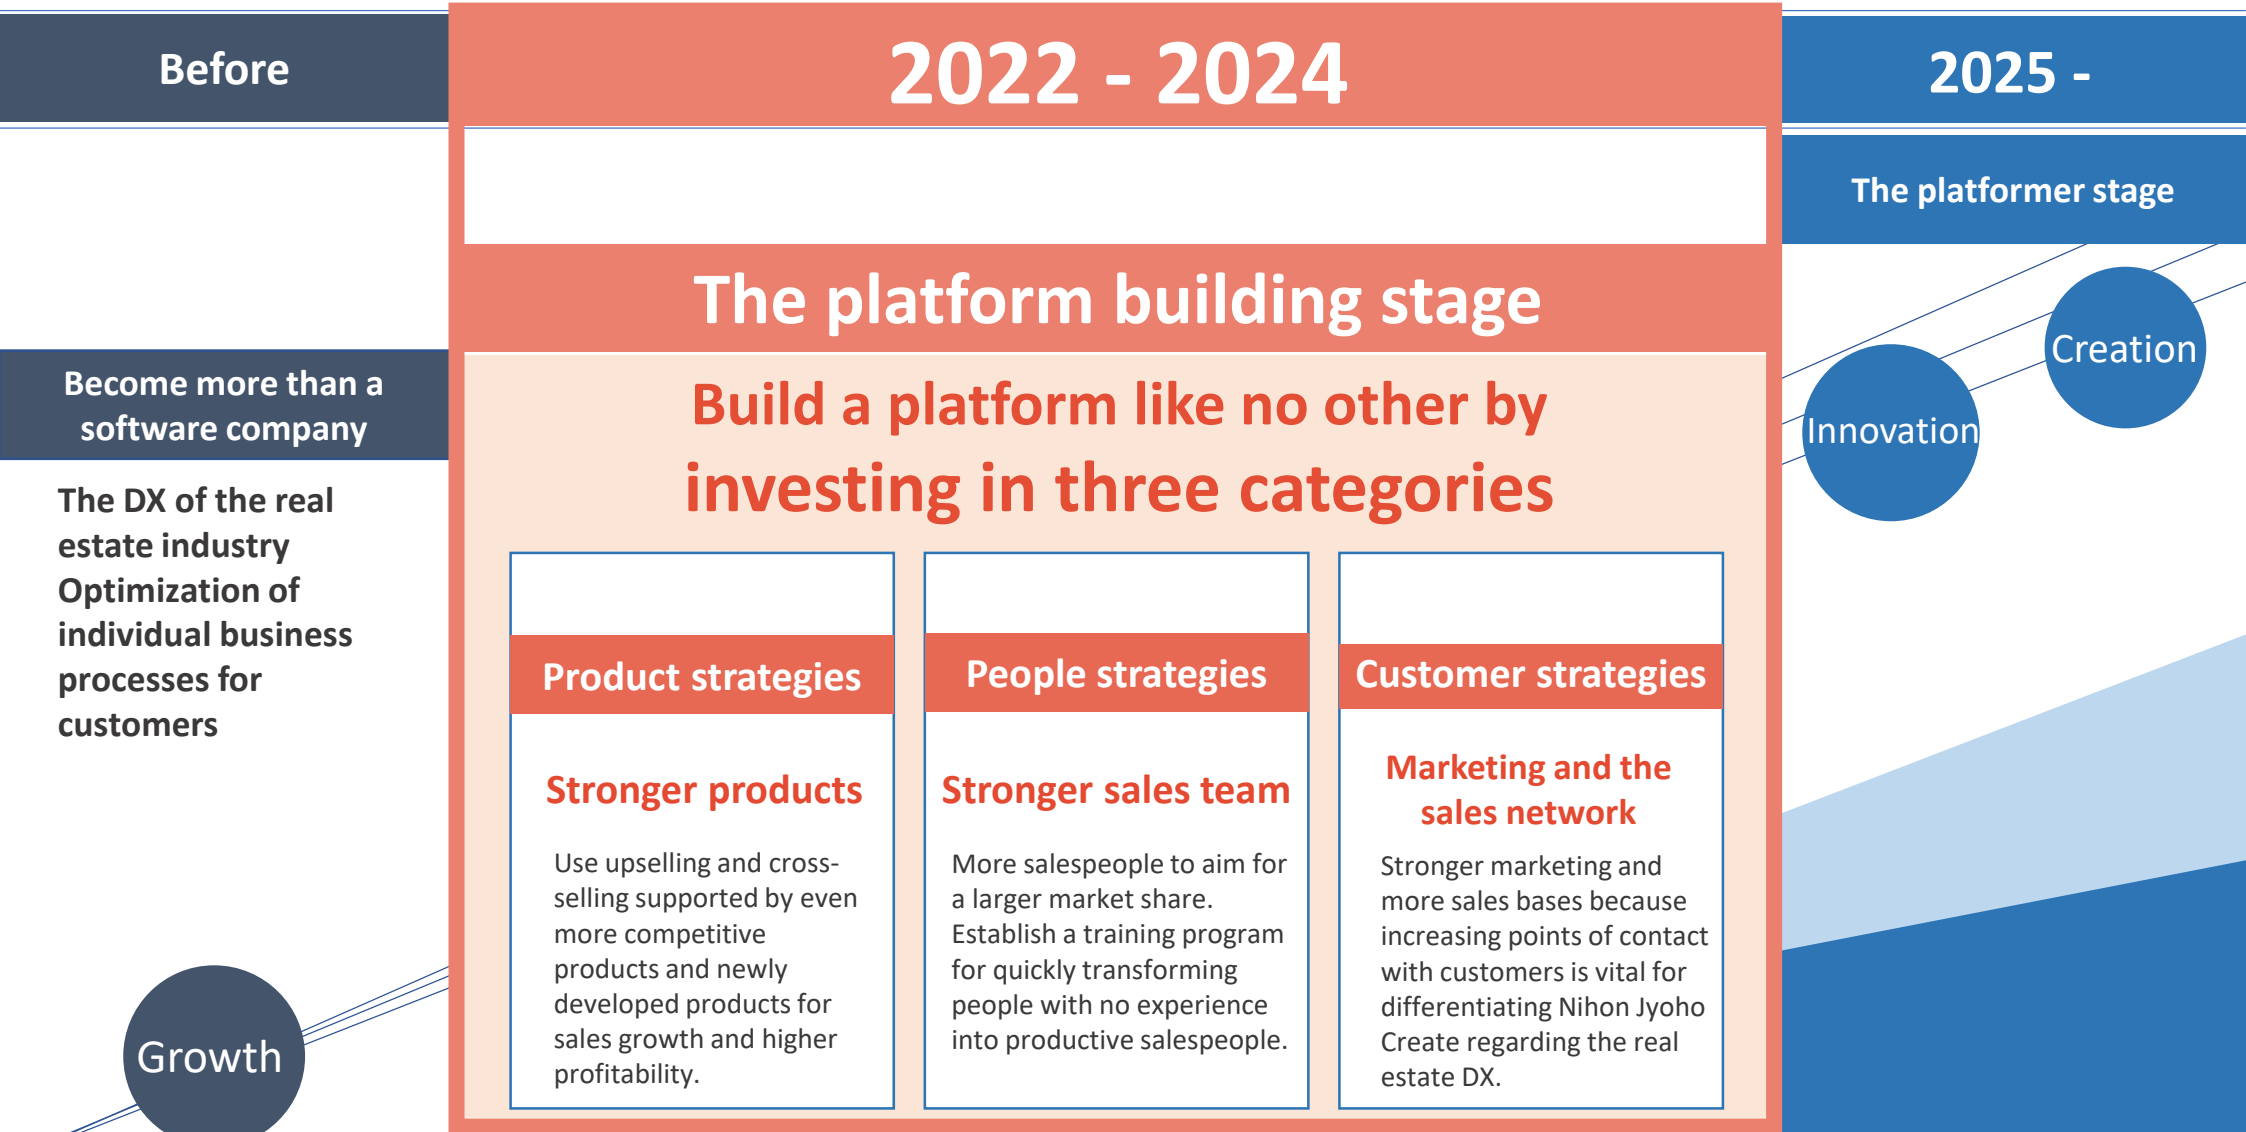 Before
Become more than a
software company
The DX of the real
estate industry
Optimization of
individual business
processes for
customers
Growth
2022 - 2024
The platform building stage
Build a platform like no other by
investing in three categories
Product strategies
Stronger products
Use upselling and cross-
selling supported by even
more competitive
products and newly
developed products for
sales growth and higher
profitability.
People strategies
Stronger sales team
More salespeople to aim for
a larger market share.
Establish a training program
for quickly transforming
people with no experience
into productive salespeople.
Customer strategies
Marketing and the
sales network
Stronger marketing and
more sales bases because
increasing points of contact
with customers is vital for
differentiating Nihon Jyoho
Create regarding the real
estate DX.
2025 -
The platformer stage
Innovation
Creation